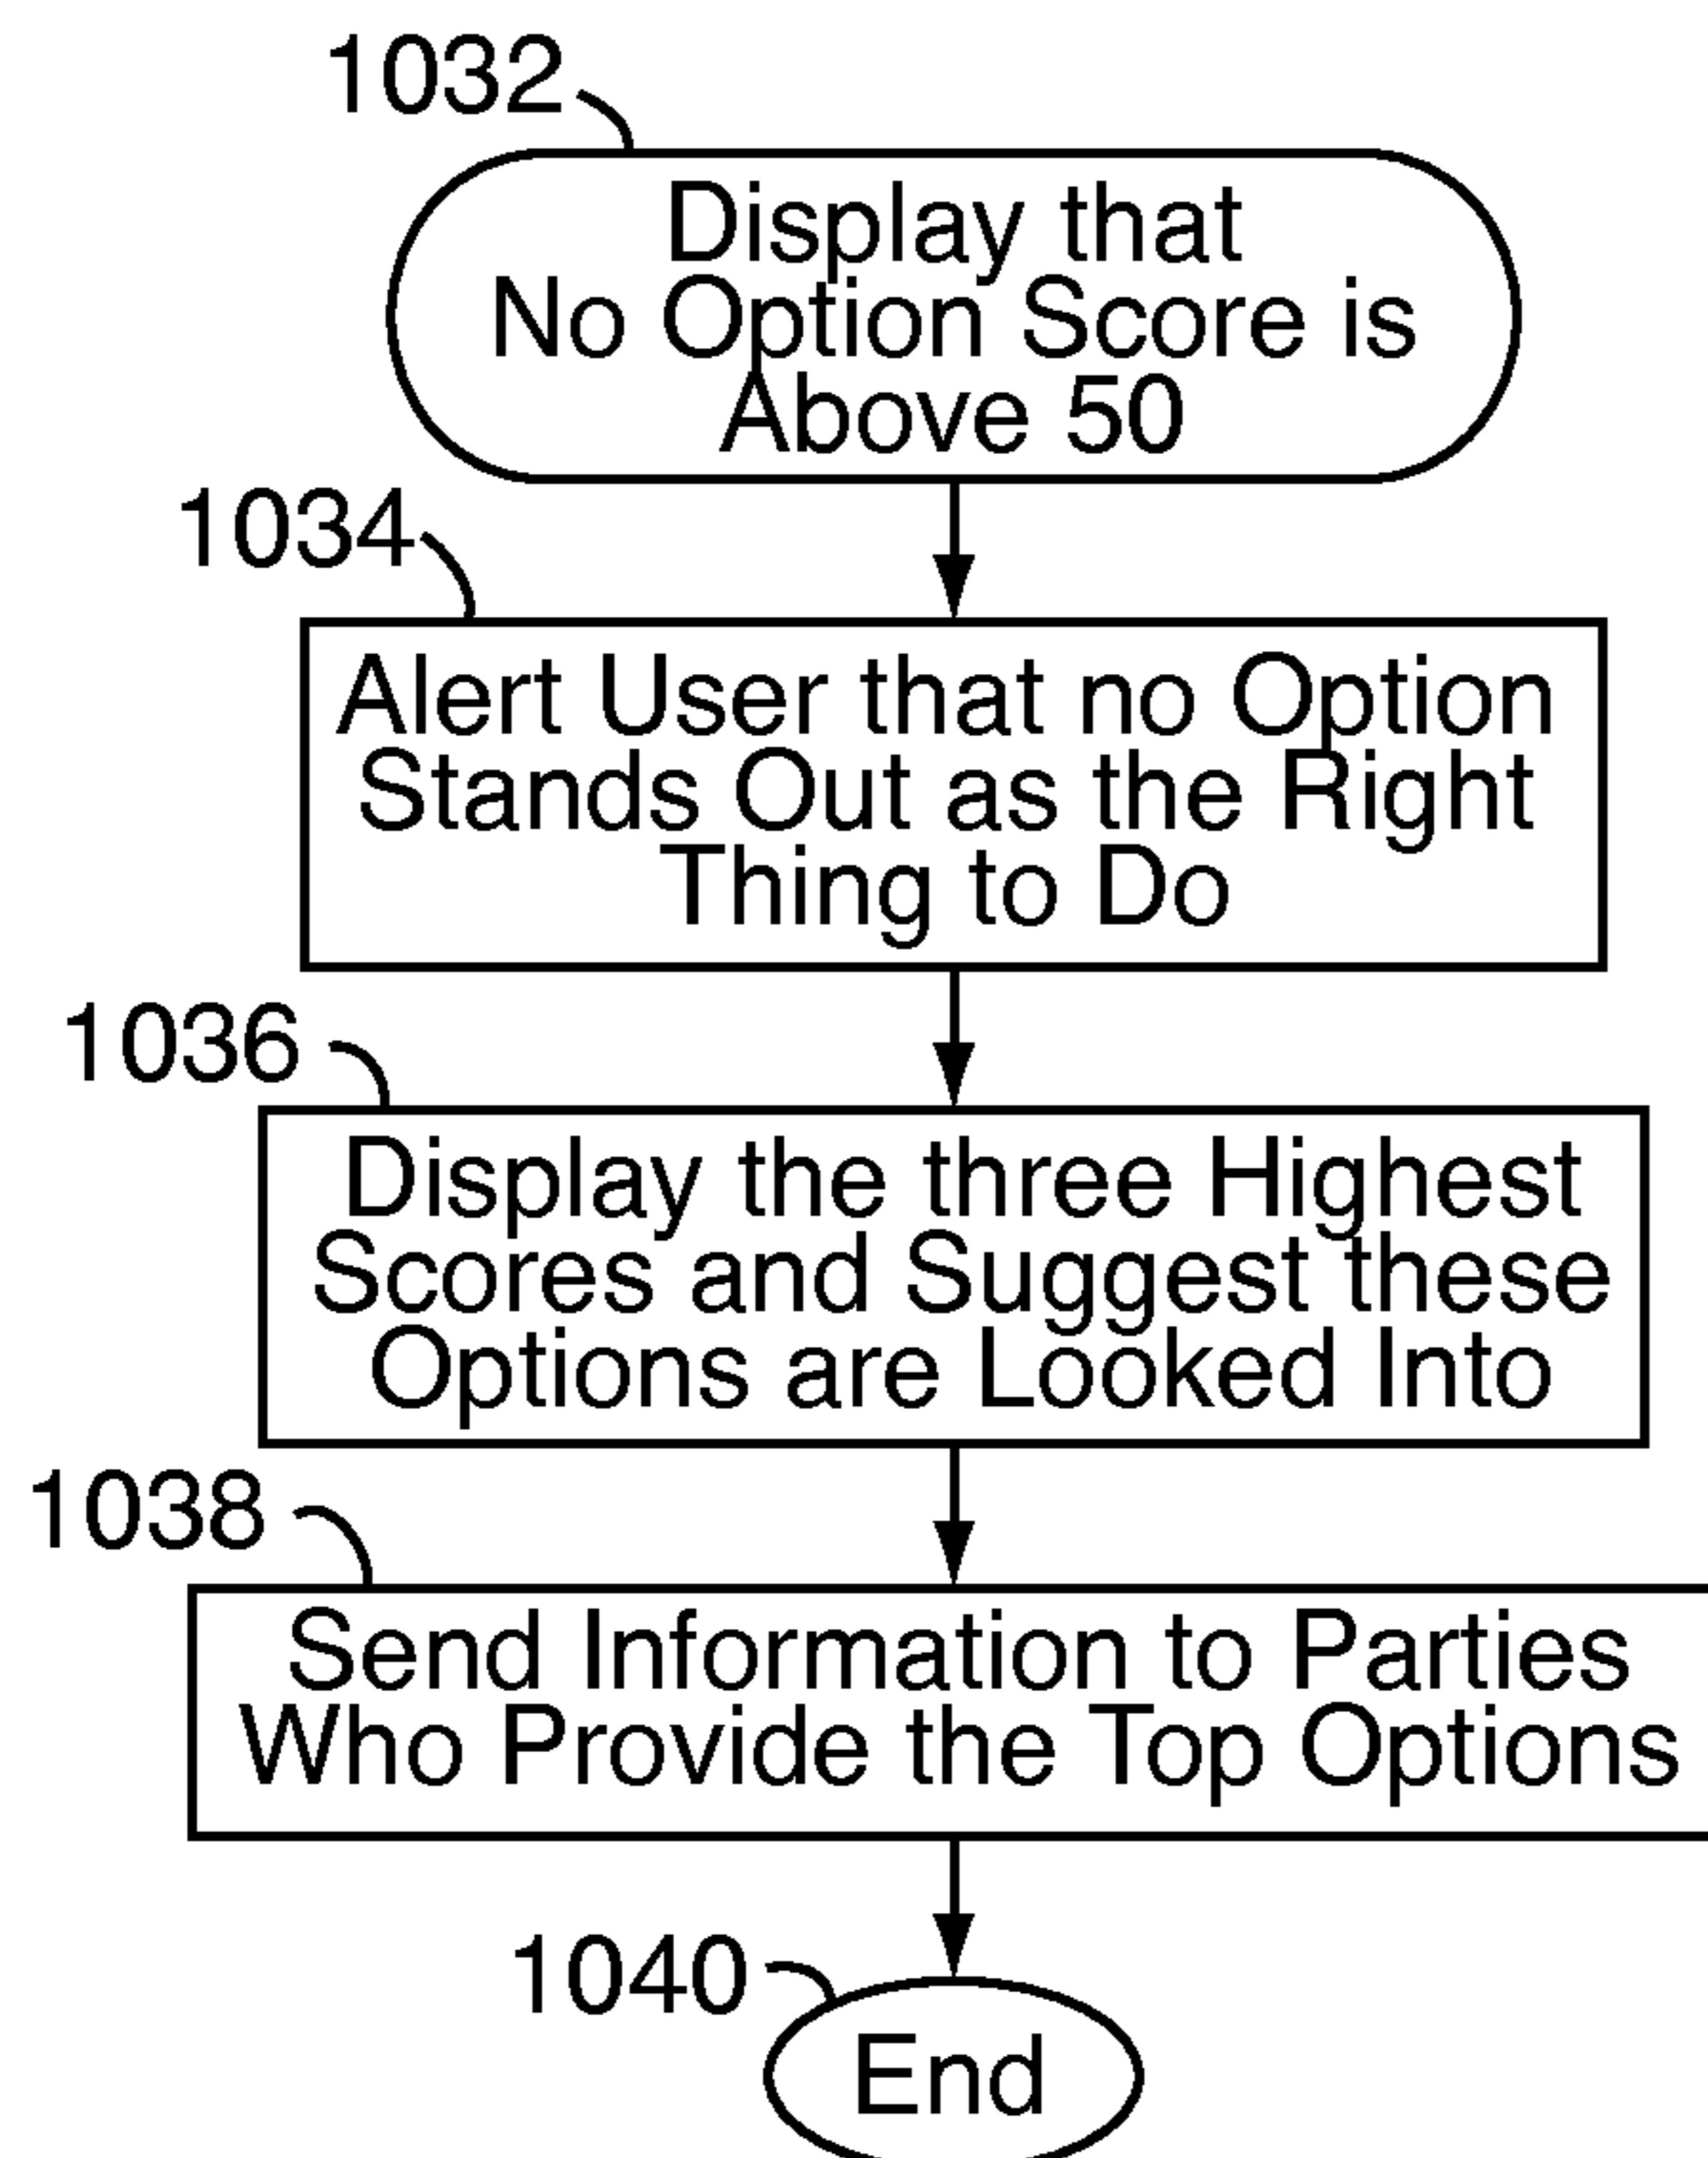 1032
Display that
No Option Score is
Above 50
1034
Alert User that no Option
Stands Out as the Right
Thing to Do
1036
Display the three Highest
Scores and Suggest these
Options are Looked Into
1038
Send Information to Parties
Who Provide the Top Options
1040
End